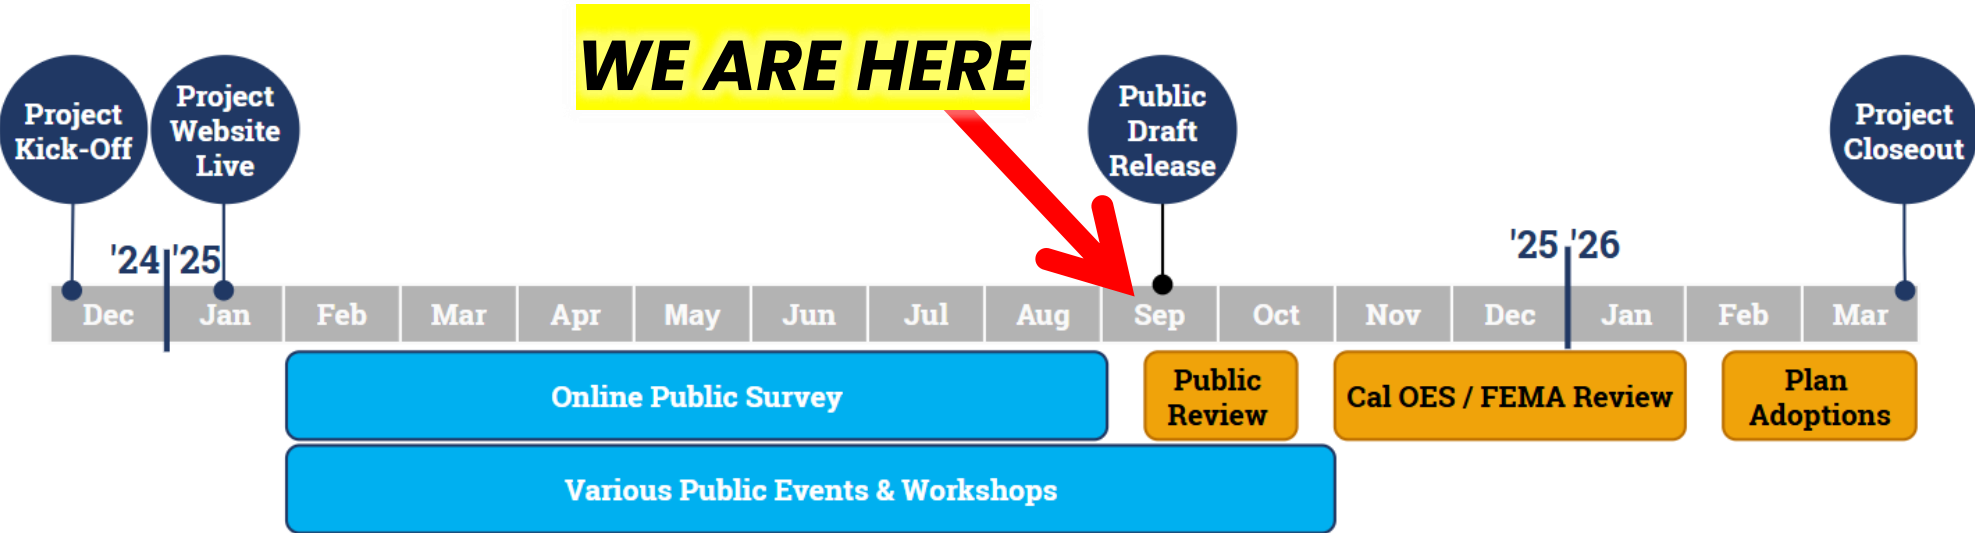 WE ARE HERE
Project
Kick-Off
Project
Website
Live
Public
Draft
Release
Project
Closeout
'24 '25
'25 '26
Dec Jan Feb Mar Apr May Jun Jul Aug Sep Oct Nov Dec Jan Feb Mar
Online Public Survey
Public
Review
Cal OES / FEMA Review
Plan
Adoptions
Various Public Events & Workshops